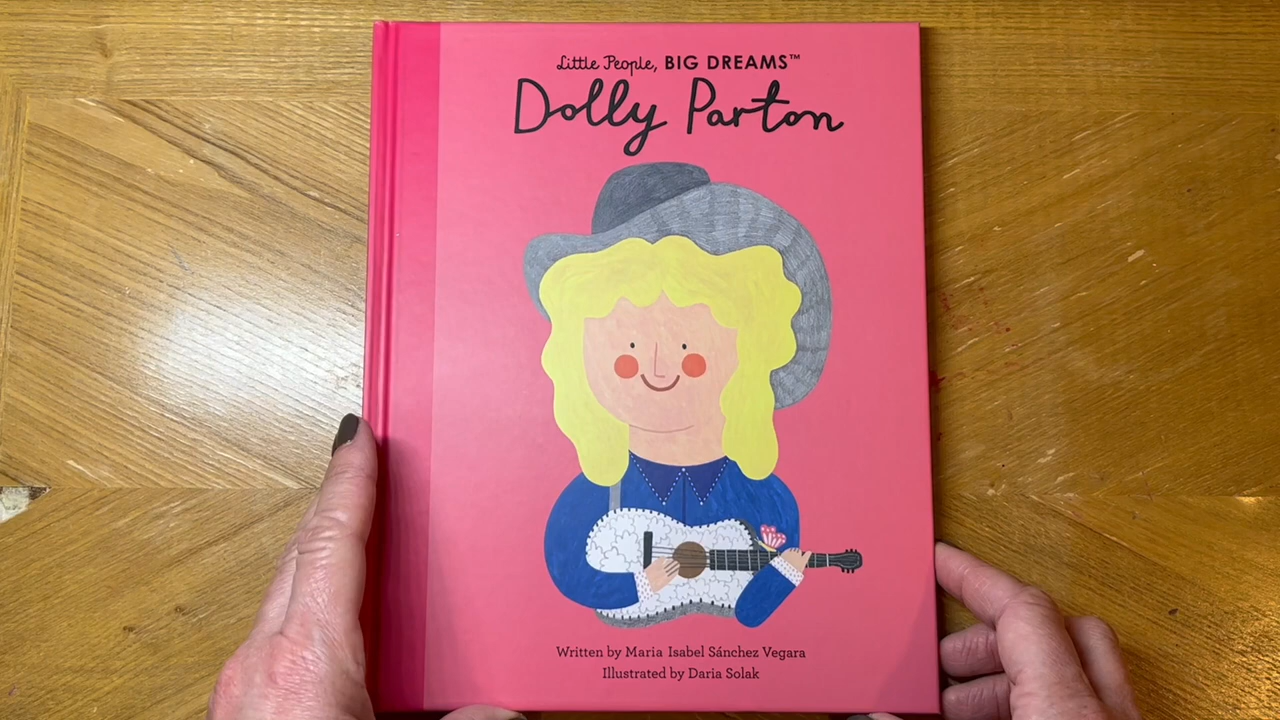 Little People, BIG DREAMS™
Dolly Parton
Written by Maria Isabel Sánchez Vegara
Illustrated by Daria Solak